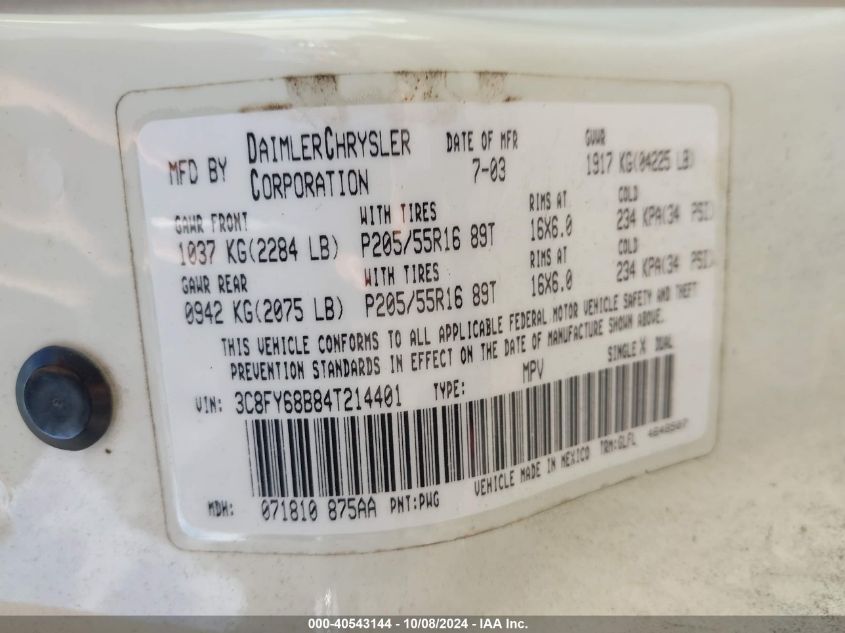 MFD BY DAIMLERCHRYSLER CORPORATION DATE OF MFR 7-03 GVWR 1917 KG(04225 LB)
GAWR FRONT WITH TIRES RIMS AT COLD
1037 KG(2284 LB) P205/55R16 89T 16X6.0 234 KPA(34 PSI)
GAWR REAR WITH TIRES RIMS AT COLD
0942 KG(2075 LB) P205/55R16 89T 16X6.0 234 KPA(34 PSI)
THIS VEHICLE CONFORMS TO ALL APPLICABLE FEDERAL MOTOR VEHICLE SAFETY AND THEFT
PREVENTION STANDARDS IN EFFECT ON THE DATE OF MANUFACTURE SHOWN ABOVE.
VIN: 3C8FY68B84T214401 TYPE: MPV SINGLE X DUAL
MDH: 071810 875AA PNT:PWG VEHICLE MADE IN MEXICO TRM:GLFL 4648507
000-40543144 - 10/08/2024 - IAA Inc.